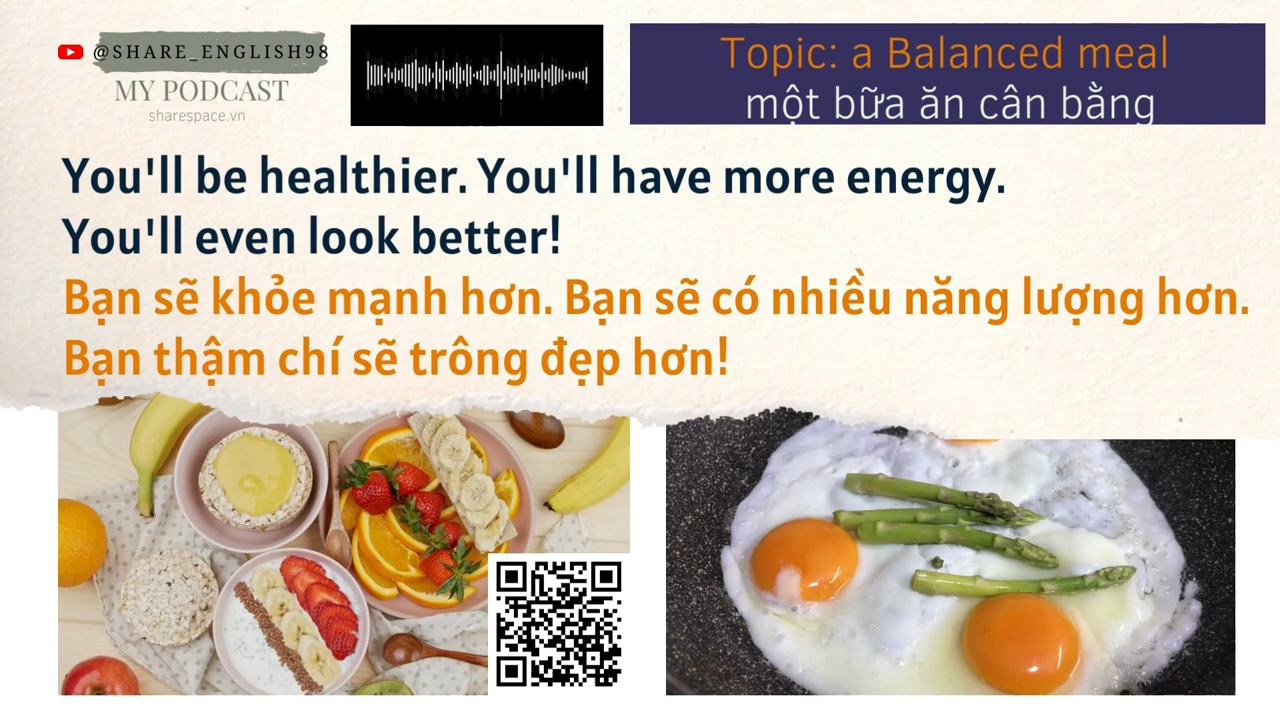 @SHARE_ENGLISH98
MY PODCAST
sharespace.vn
Topic: a Balanced meal
một bữa ăn cân bằng
You'll be healthier. You'll have more energy.
You'll even look better!
Bạn sẽ khỏe mạnh hơn. Bạn sẽ có nhiều năng lượng hơn.
Bạn thậm chí sẽ trông đẹp hơn!